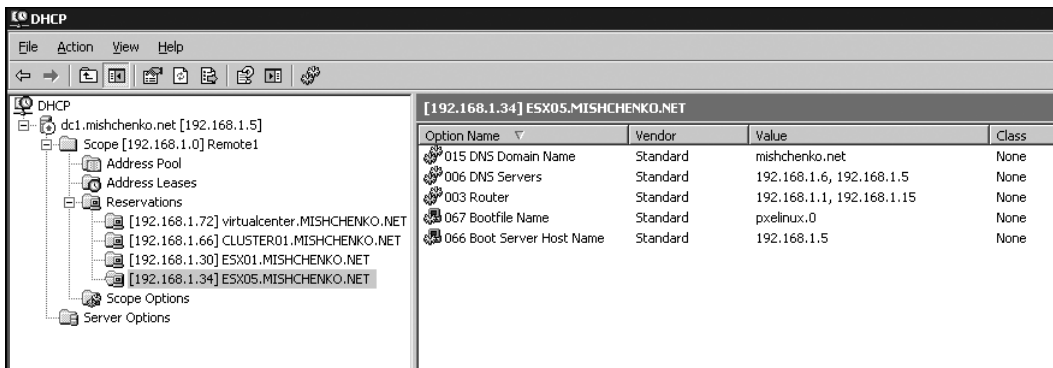 DHCP
File Action View Help
DHCP
dc1.mishchenko.net [192.168.1.5]
Scope [192.168.1.0] Remote1
Address Pool
Address Leases
Reservations
[192.168.1.72] virtualcenter.MISHCHENKO.NET
[192.168.1.66] CLUSTER01.MISHCHENKO.NET
[192.168.1.30] ESX01.MISHCHENKO.NET
[192.168.1.34] ESX05.MISHCHENKO.NET
Scope Options
Server Options
[192.168.1.34] ESX05.MISHCHENKO.NET
Option Name Vendor Value Class
015 DNS Domain Name Standard mishchenko.net None
006 DNS Servers Standard 192.168.1.6, 192.168.1.5 None
003 Router Standard 192.168.1.1, 192.168.1.15 None
067 Bootfile Name Standard pxelinux.0 None
066 Boot Server Host Name Standard 192.168.1.5 None